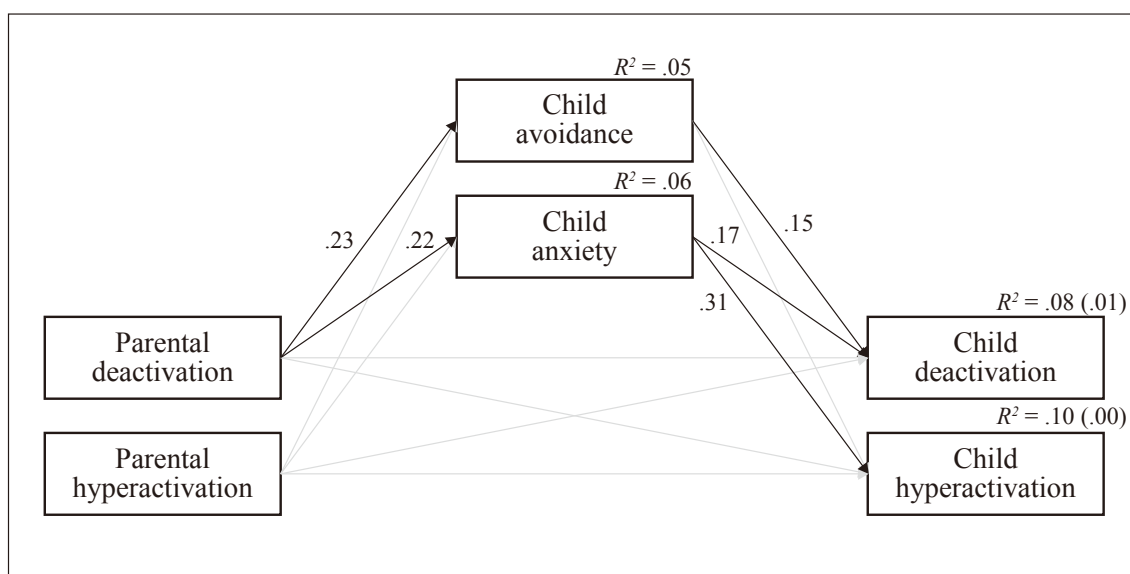 R² = .05
Child
avoidance
R² = .06
Child
anxiety
.23
.22
.17
.15
.31
R² = .08 (.01)
Parental
deactivation
Child
deactivation
R² = .10 (.00)
Parental
hyperactivation
Child
hyperactivation